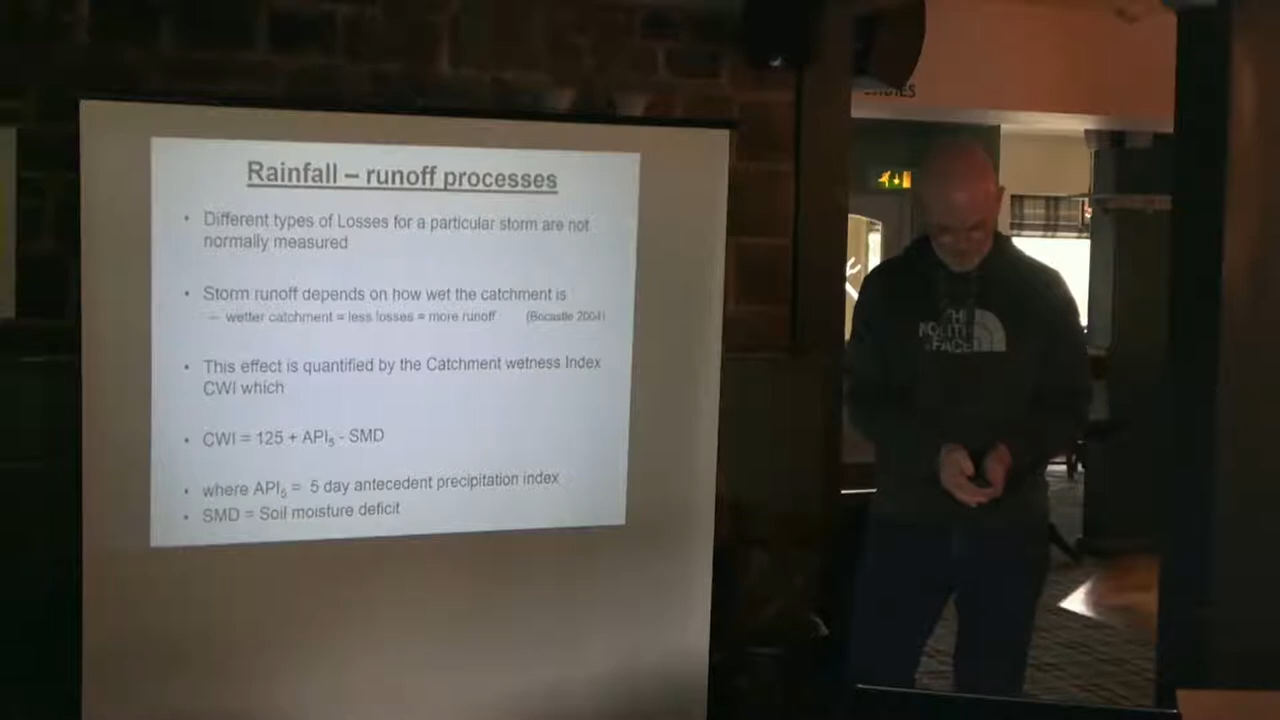 Rainfall – runoff processes
• Different types of Losses for a particular storm are not
normally measured
• Storm runoff depends on how wet the catchment is
– wetter catchment = less losses = more runoff (Bocastle 2004)
• This effect is quantified by the Catchment wetness Index
CWI which
• CWI = 125 + API₅ - SMD
• where API₅ = 5 day antecedent precipitation index
• SMD = Soil moisture deficit
THE
NORTH
FACE